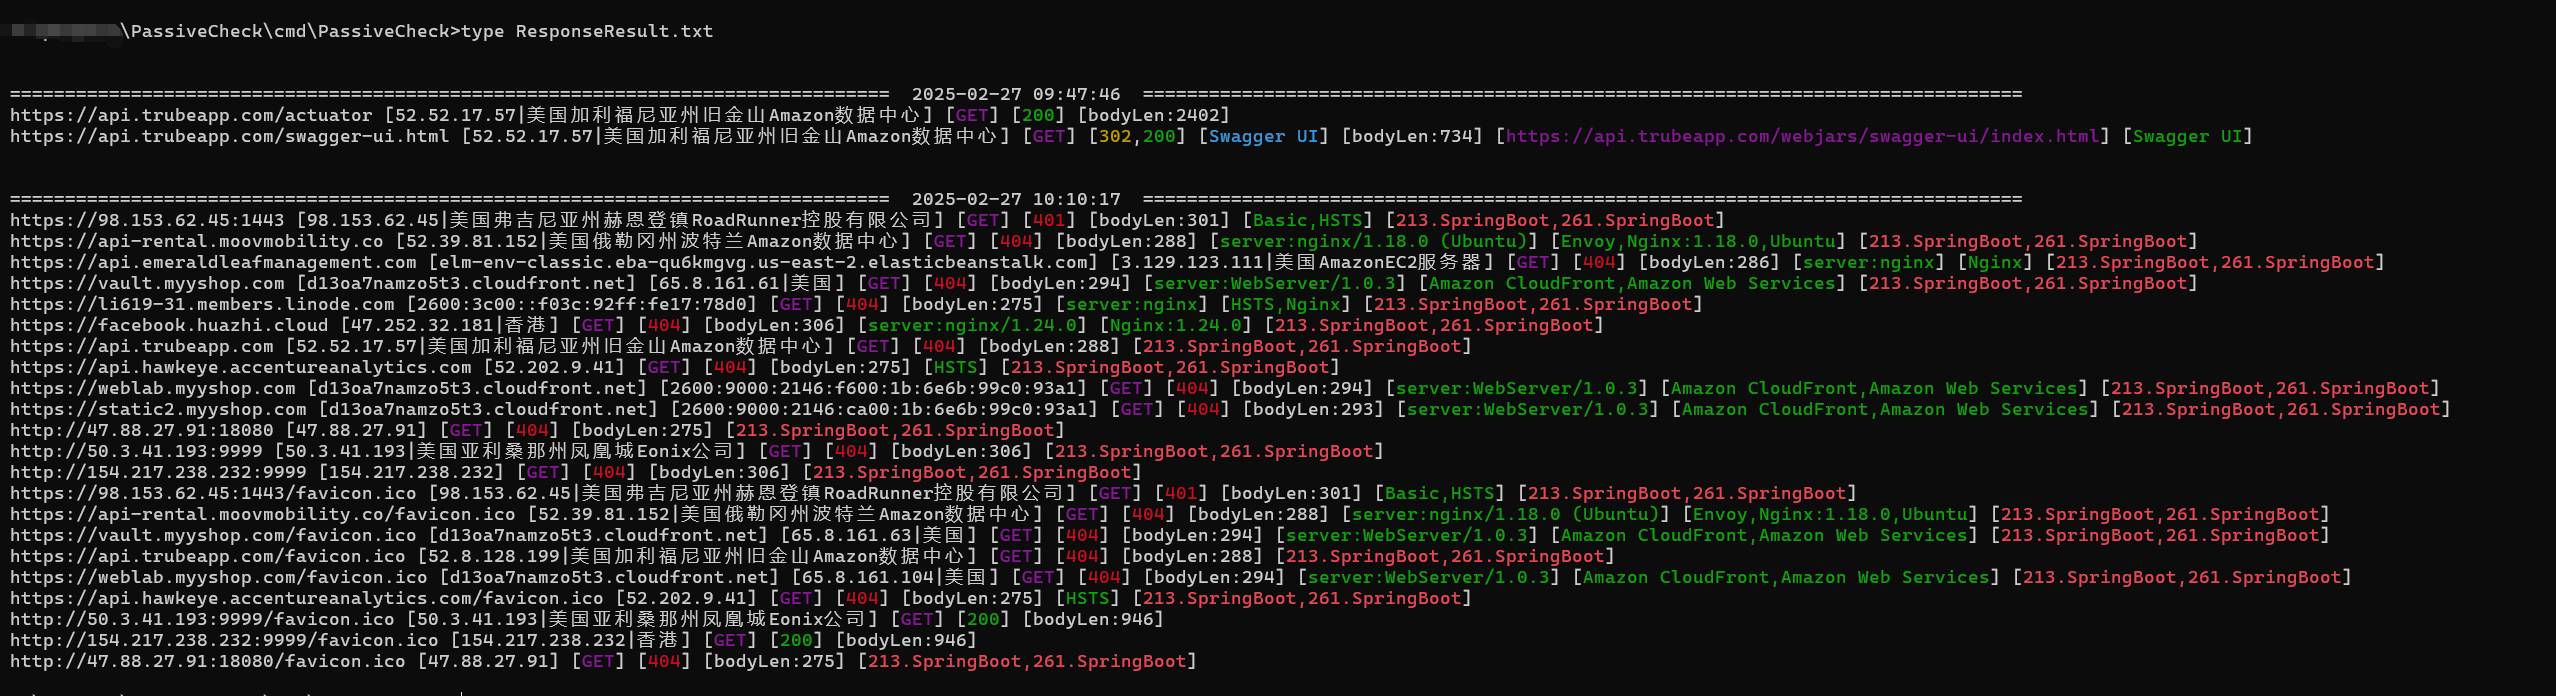 \PassiveCheck\cmd\PassiveCheck>type ResponseResult.txt
================================================================================  2025-02-27 09:47:46  ================================================================================
https://api.trubeapp.com/actuator [52.52.17.57|美国加利福尼亚州旧金山Amazon数据中心] [GET] [200] [bodyLen:2402]
https://api.trubeapp.com/swagger-ui.html [52.52.17.57|美国加利福尼亚州旧金山Amazon数据中心] [GET] [302,200] [Swagger UI] [bodyLen:734] [https://api.trubeapp.com/webjars/swagger-ui/index.html] [Swagger UI]
================================================================================  2025-02-27 10:10:17  ================================================================================
https://98.153.62.45:1443 [98.153.62.45|美国弗吉尼亚州赫恩登镇RoadRunner控股有限公司] [GET] [401] [bodyLen:301] [Basic,HSTS] [213.SpringBoot,261.SpringBoot]
https://api-rental.moovmobility.co [52.39.81.152|美国俄勒冈州波特兰Amazon数据中心] [GET] [404] [bodyLen:288] [server:nginx/1.18.0 (Ubuntu)] [Envoy,Nginx:1.18.0,Ubuntu] [213.SpringBoot,261.SpringBoot]
https://api.emeraldleafmanagement.com [elm-env-classic.eba-qu6kmgvg.us-east-2.elasticbeanstalk.com] [3.129.123.111|美国AmazonEC2服务器] [GET] [404] [bodyLen:286] [server:nginx] [Nginx] [213.SpringBoot,261.SpringBoot]
https://vault.myyshop.com [d13oa7namzo5t3.cloudfront.net] [65.8.161.61|美国] [GET] [404] [bodyLen:294] [server:WebServer/1.0.3] [Amazon CloudFront,Amazon Web Services] [213.SpringBoot,261.SpringBoot]
https://li619-31.members.linode.com [2600:3c00::f03c:92ff:fe17:78d0] [GET] [404] [bodyLen:275] [server:nginx] [HSTS,Nginx] [213.SpringBoot,261.SpringBoot]
https://facebook.huazhi.cloud [47.252.32.181|香港] [GET] [404] [bodyLen:306] [server:nginx/1.24.0] [Nginx:1.24.0] [213.SpringBoot,261.SpringBoot]
https://api.trubeapp.com [52.52.17.57|美国加利福尼亚州旧金山Amazon数据中心] [GET] [404] [bodyLen:288] [213.SpringBoot,261.SpringBoot]
https://api.hawkeye.accentureanalytics.com [52.202.9.41] [GET] [404] [bodyLen:275] [HSTS] [213.SpringBoot,261.SpringBoot]
https://weblab.myyshop.com [d13oa7namzo5t3.cloudfront.net] [2600:9000:2146:f600:1b:6e6b:99c0:93a1] [GET] [404] [bodyLen:294] [server:WebServer/1.0.3] [Amazon CloudFront,Amazon Web Services] [213.SpringBoot,261.SpringBoot]
https://static2.myyshop.com [d13oa7namzo5t3.cloudfront.net] [2600:9000:2146:ca00:1b:6e6b:99c0:93a1] [GET] [404] [bodyLen:293] [server:WebServer/1.0.3] [Amazon CloudFront,Amazon Web Services] [213.SpringBoot,261.SpringBoot]
http://47.88.27.91:18080 [47.88.27.91] [GET] [404] [bodyLen:275] [213.SpringBoot,261.SpringBoot]
http://50.3.41.193:9999 [50.3.41.193|美国亚利桑那州凤凰城Eonix公司] [GET] [404] [bodyLen:306] [213.SpringBoot,261.SpringBoot]
http://154.217.238.232:9999 [154.217.238.232] [GET] [404] [bodyLen:306] [213.SpringBoot,261.SpringBoot]
https://98.153.62.45:1443/favicon.ico [98.153.62.45|美国弗吉尼亚州赫恩登镇RoadRunner控股有限公司] [GET] [401] [bodyLen:301] [Basic,HSTS] [213.SpringBoot,261.SpringBoot]
https://api-rental.moovmobility.co/favicon.ico [52.39.81.152|美国俄勒冈州波特兰Amazon数据中心] [GET] [404] [bodyLen:288] [server:nginx/1.18.0 (Ubuntu)] [Envoy,Nginx:1.18.0,Ubuntu] [213.SpringBoot,261.SpringBoot]
https://vault.myyshop.com/favicon.ico [d13oa7namzo5t3.cloudfront.net] [65.8.161.63|美国] [GET] [404] [bodyLen:294] [server:WebServer/1.0.3] [Amazon CloudFront,Amazon Web Services] [213.SpringBoot,261.SpringBoot]
https://api.trubeapp.com/favicon.ico [52.8.128.199|美国加利福尼亚州旧金山Amazon数据中心] [GET] [404] [bodyLen:288] [213.SpringBoot,261.SpringBoot]
https://weblab.myyshop.com/favicon.ico [d13oa7namzo5t3.cloudfront.net] [65.8.161.104|美国] [GET] [404] [bodyLen:294] [server:WebServer/1.0.3] [Amazon CloudFront,Amazon Web Services] [213.SpringBoot,261.SpringBoot]
https://api.hawkeye.accentureanalytics.com/favicon.ico [52.202.9.41] [GET] [404] [bodyLen:275] [HSTS] [213.SpringBoot,261.SpringBoot]
http://50.3.41.193:9999/favicon.ico [50.3.41.193|美国亚利桑那州凤凰城Eonix公司] [GET] [200] [bodyLen:946]
http://154.217.238.232:9999/favicon.ico [154.217.238.232|香港] [GET] [200] [bodyLen:946]
http://47.88.27.91:18080/favicon.ico [47.88.27.91] [GET] [404] [bodyLen:275] [213.SpringBoot,261.SpringBoot]